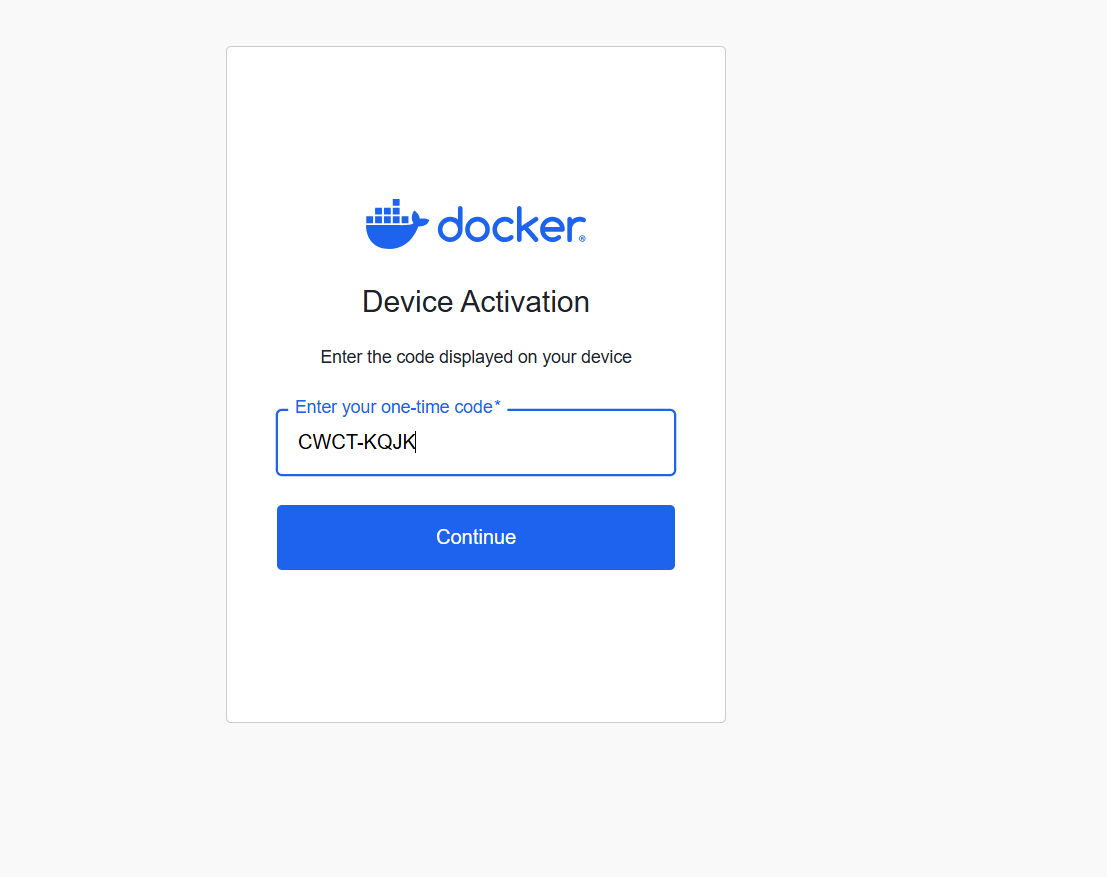 docker®
Device Activation
Enter the code displayed on your device
Enter your one-time code*
CWCT-KQJK
Continue